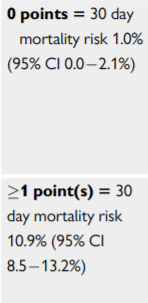 0 points = 30 day
mortality risk 1.0%
(95% CI 0.0–2.1%)
≥1 point(s) = 30
day mortality risk
10.9% (95% CI
8.5–13.2%)